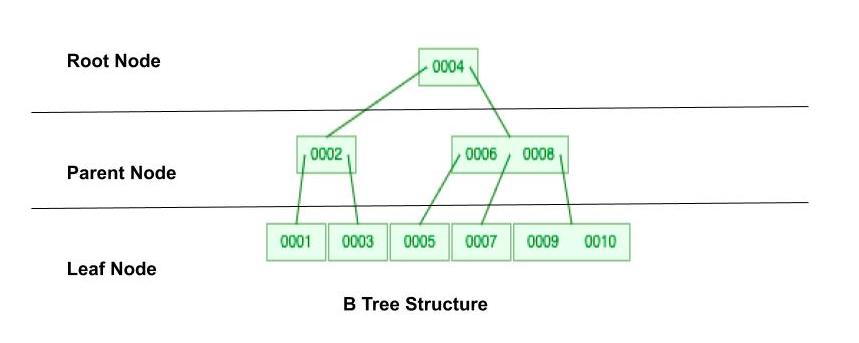 Root Node
0004
0002
0006 0008
Parent Node
0001 0003 0005 0007 0009 0010
Leaf Node
B Tree Structure